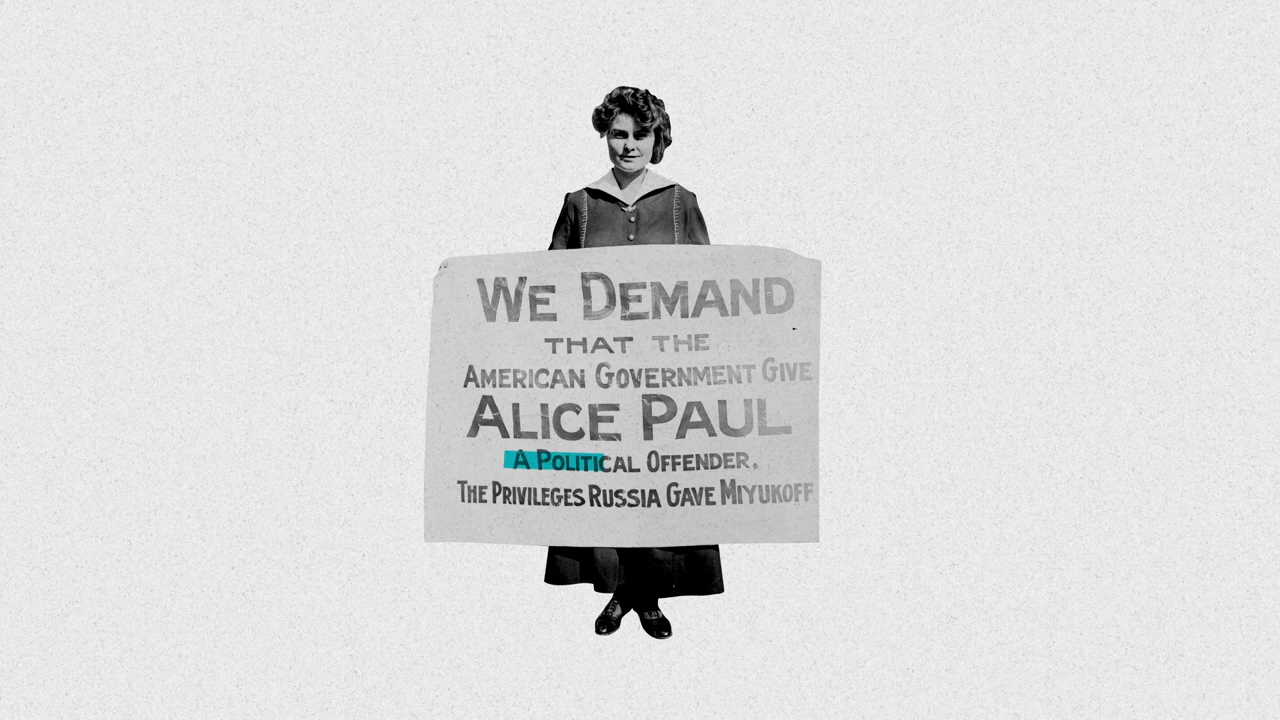 WE DEMAND
THAT THE
AMERICAN GOVERNMENT GIVE
ALICE PAUL
A POLITICAL OFFENDER,
THE PRIVILEGES RUSSIA GAVE MIYUKOFF